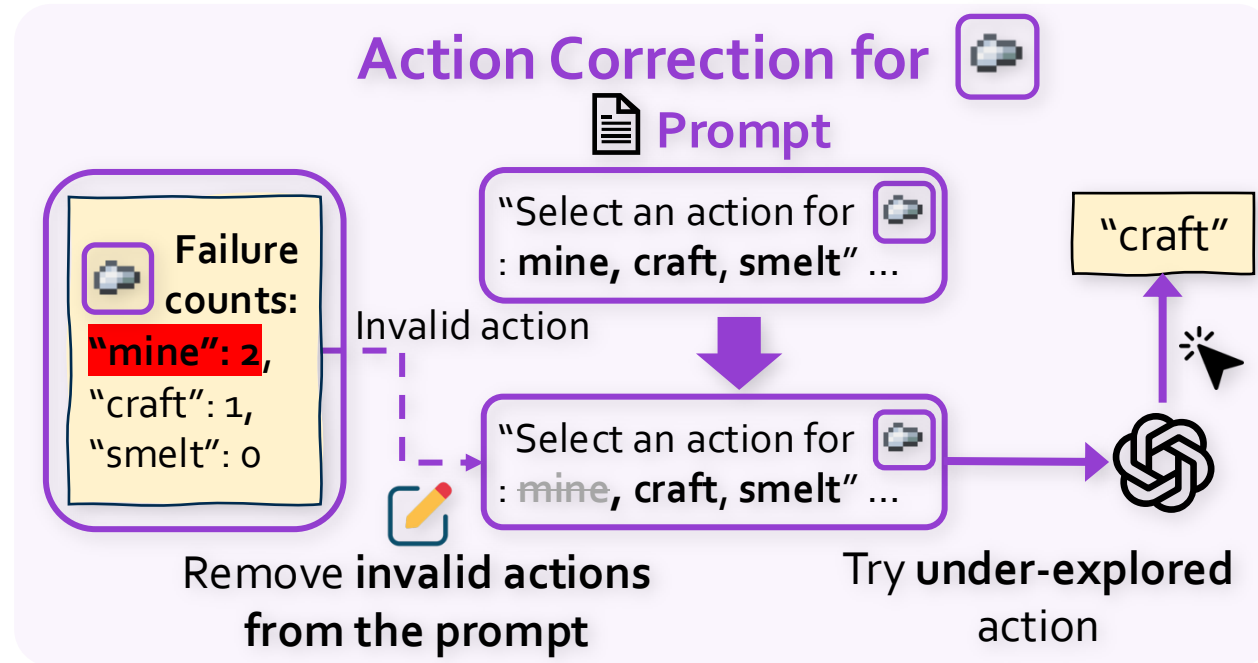 Action Correction for
Prompt
“Select an action for
: mine, craft, smelt” ...
Failure
counts:
“mine”: 2,
“craft”: 1,
“smelt”: 0
Invalid action
“Select an action for
: mine, craft, smelt” ...
“craft”
Remove invalid actions
from the prompt
Try under-explored
action